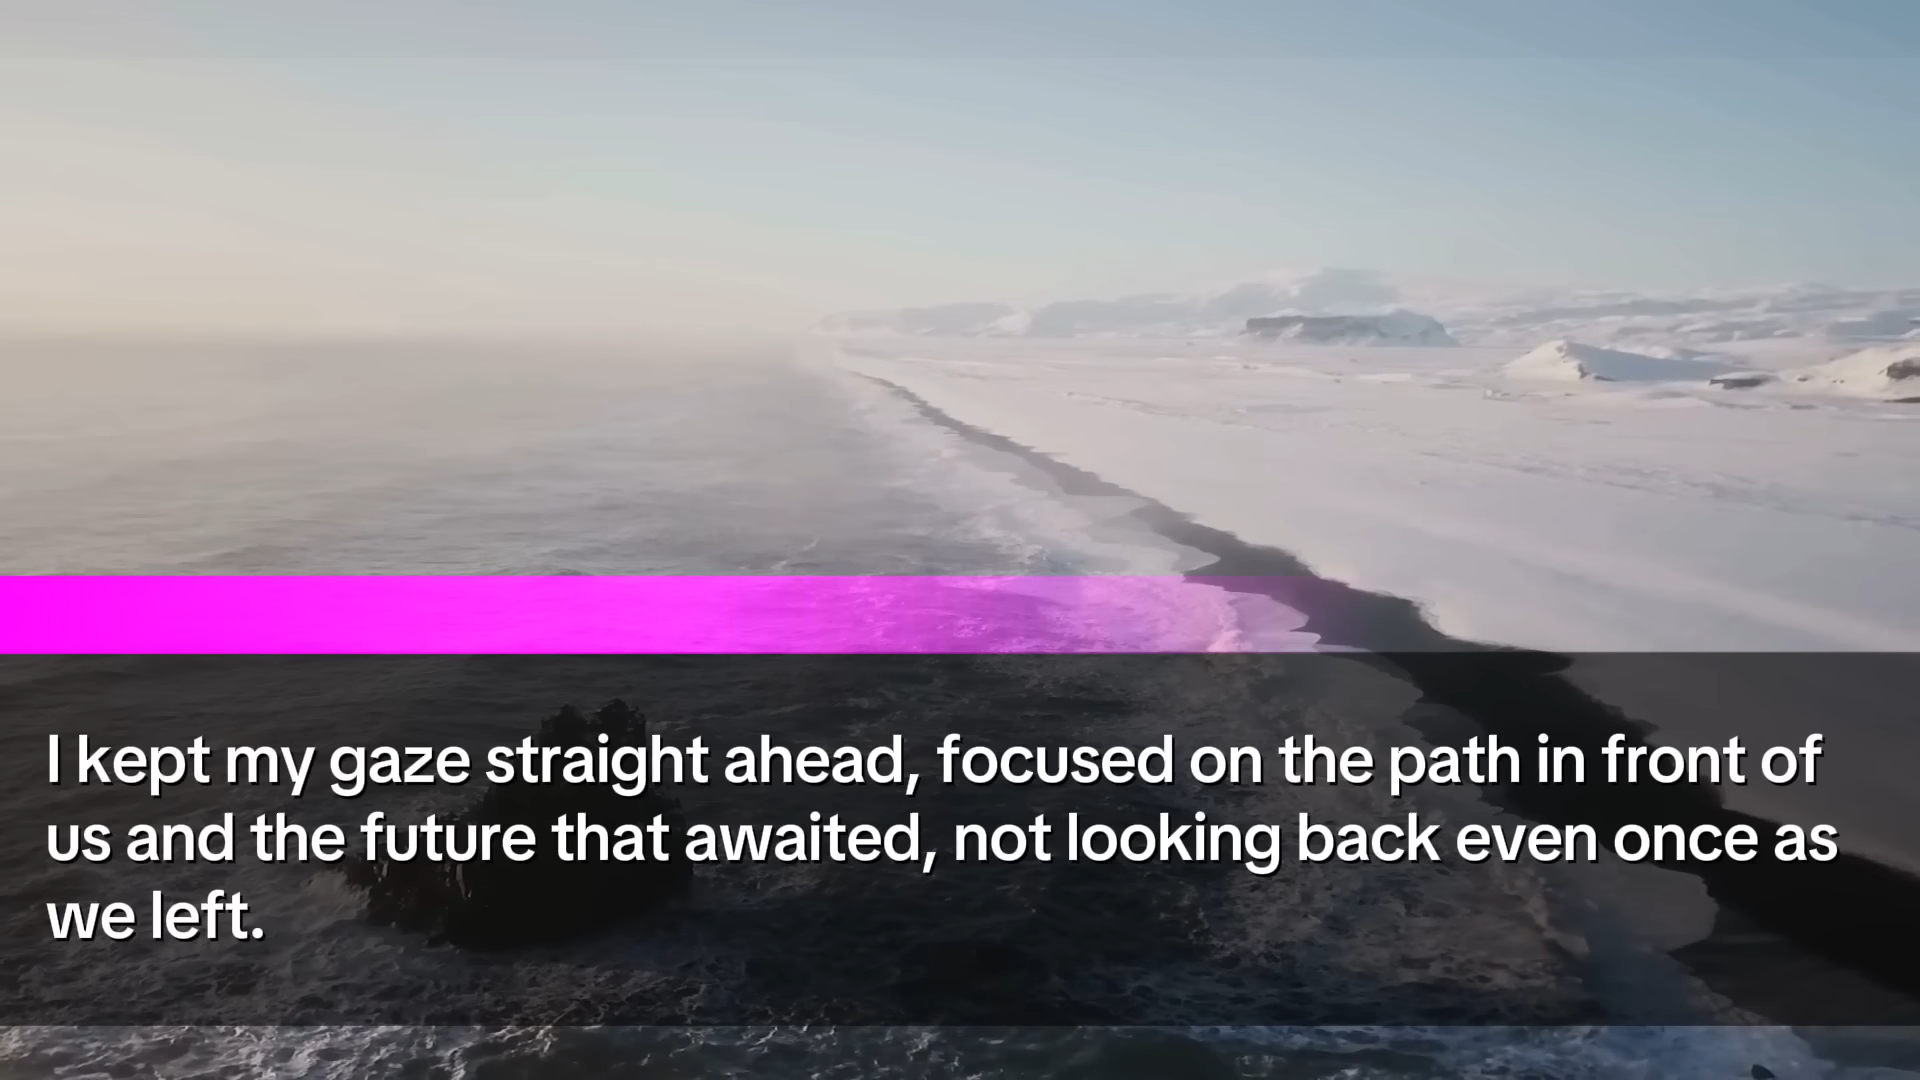 I kept my gaze straight ahead, focused on the path in front of
us and the future that awaited, not looking back even once as
we left.